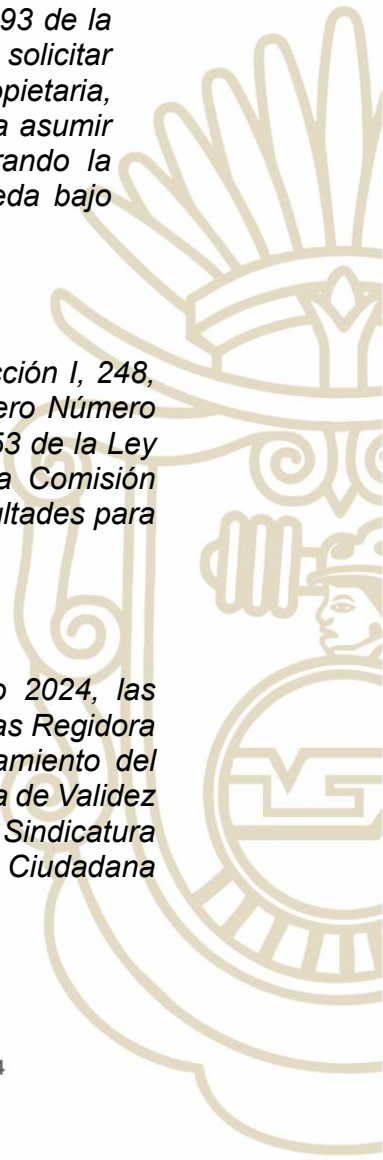 93 de la
solicitar
opietaria,
a asumir
rando la
eda bajo
cción I, 248,
ero Número
53 de la Ley
a Comisión
ultades para
o 2024, las
as Regidora
amiento del
a de Validez
Sindicatura
Ciudadana
4